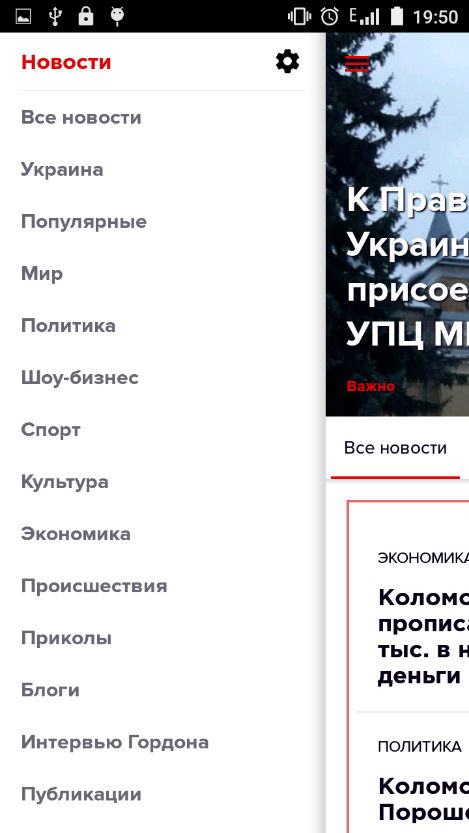 E
19:50
Новости
Все новости
Украина
Популярные
Мир
Политика
Шоу-бизнес
Спорт
Культура
Экономика
Происшествия
Приколы
Блоги
Интервью Гордона
Публикации
К Прав
Украин
присое
УПЦ М
Важно
Все новости
ЭКОНОМИКА
Коломо
прописа
тыс. в н
деньги
ПОЛИТИКА
Коломо
Пороше